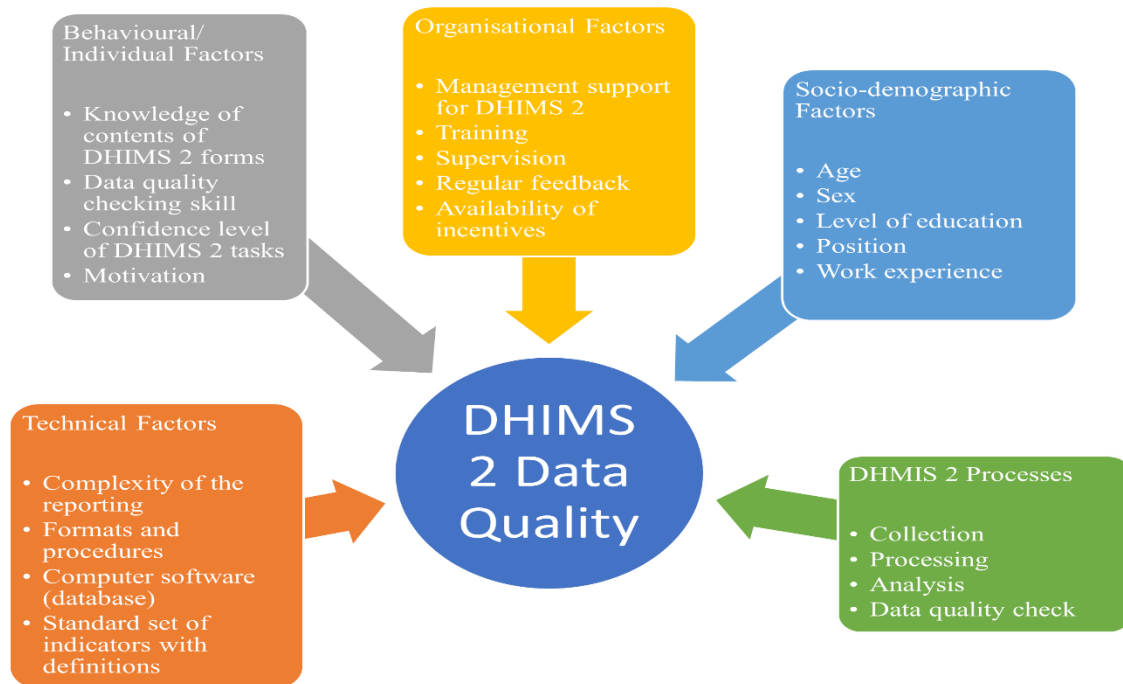 Behavioural/
Individual Factors
• Knowledge of
contents of
DHIMS 2 forms
• Data quality
checking skill
• Confidence level
of DHIMS 2 tasks
• Motivation
Organisational Factors
• Management support
for DHIMS 2
• Training
• Supervision
• Regular feedback
• Availability of
incentives
Socio-demographic
Factors
• Age
• Sex
• Level of education
• Position
• Work experience
Technical Factors
• Complexity of the
reporting
• Formats and
procedures
• Computer software
(database)
• Standard set of
indicators with
definitions
DHIMS
2 Data
Quality
DHMIS 2 Processes
• Collection
• Processing
• Analysis
• Data quality check